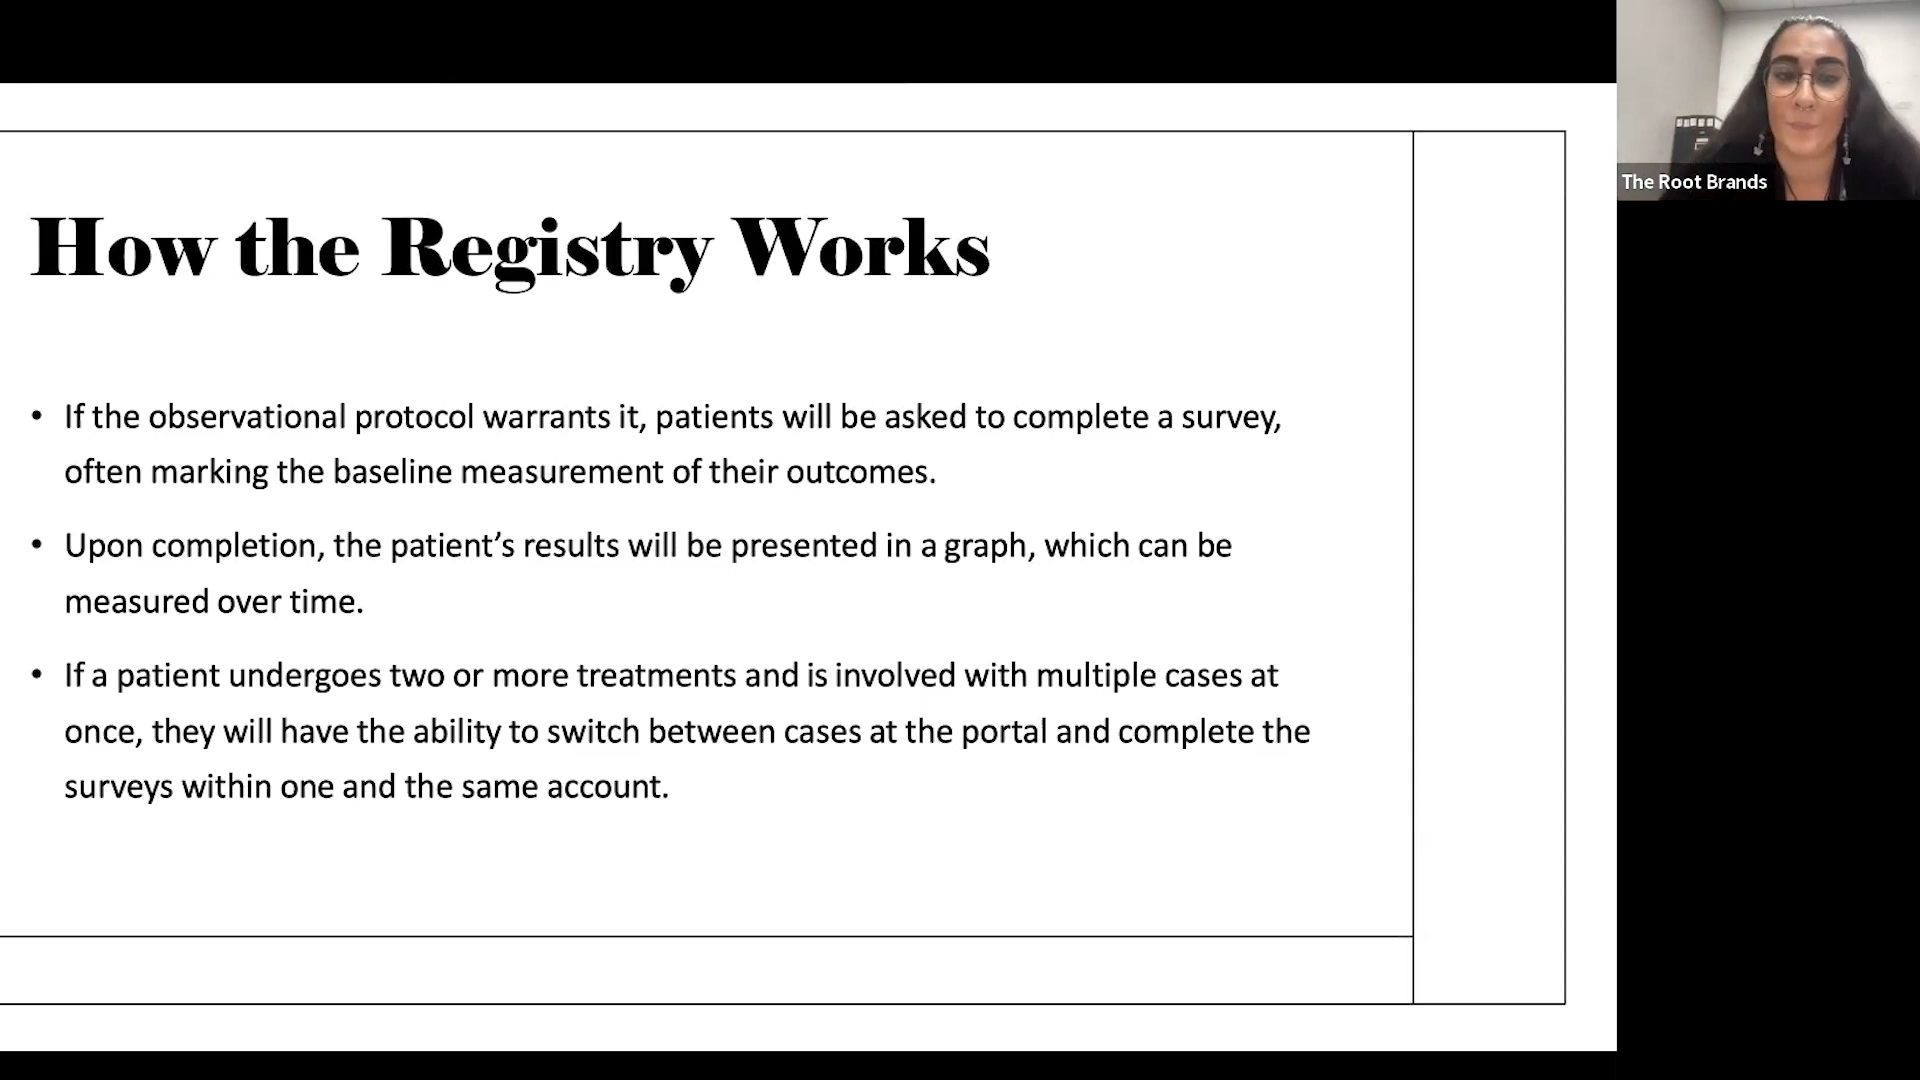 How the Registry Works
• If the observational protocol warrants it, patients will be asked to complete a survey,
often marking the baseline measurement of their outcomes.
• Upon completion, the patient’s results will be presented in a graph, which can be
measured over time.
• If a patient undergoes two or more treatments and is involved with multiple cases at
once, they will have the ability to switch between cases at the portal and complete the
surveys within one and the same account.
The Root Brands